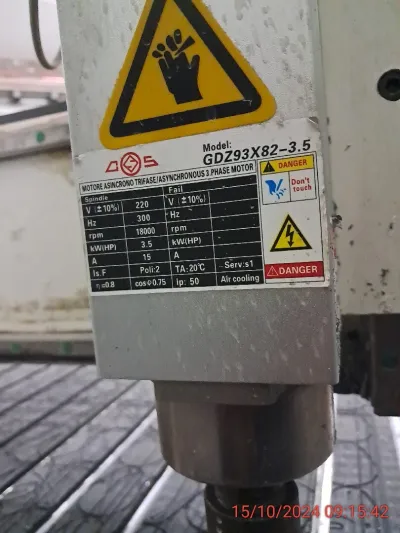 Model:
GDZ93X82-3.5
MOTORE ASINCRONO TRIFASE/ASYNCHRONOUS 3.PHASE MOTOR
Spindle Fail
V (±10%) 220 V (±10%)
Hz 300 Hz
rpm 18000 rpm
kW(HP) 3.5 kW(HP)
A 15 A
Is.F Poli:2 TA:20℃ Serv:s1
η=0.8 cosΦ0.75 ip: 50 Air cooling
DANGER
Don't
touch
DANGER
15/10/2024 09:15:42